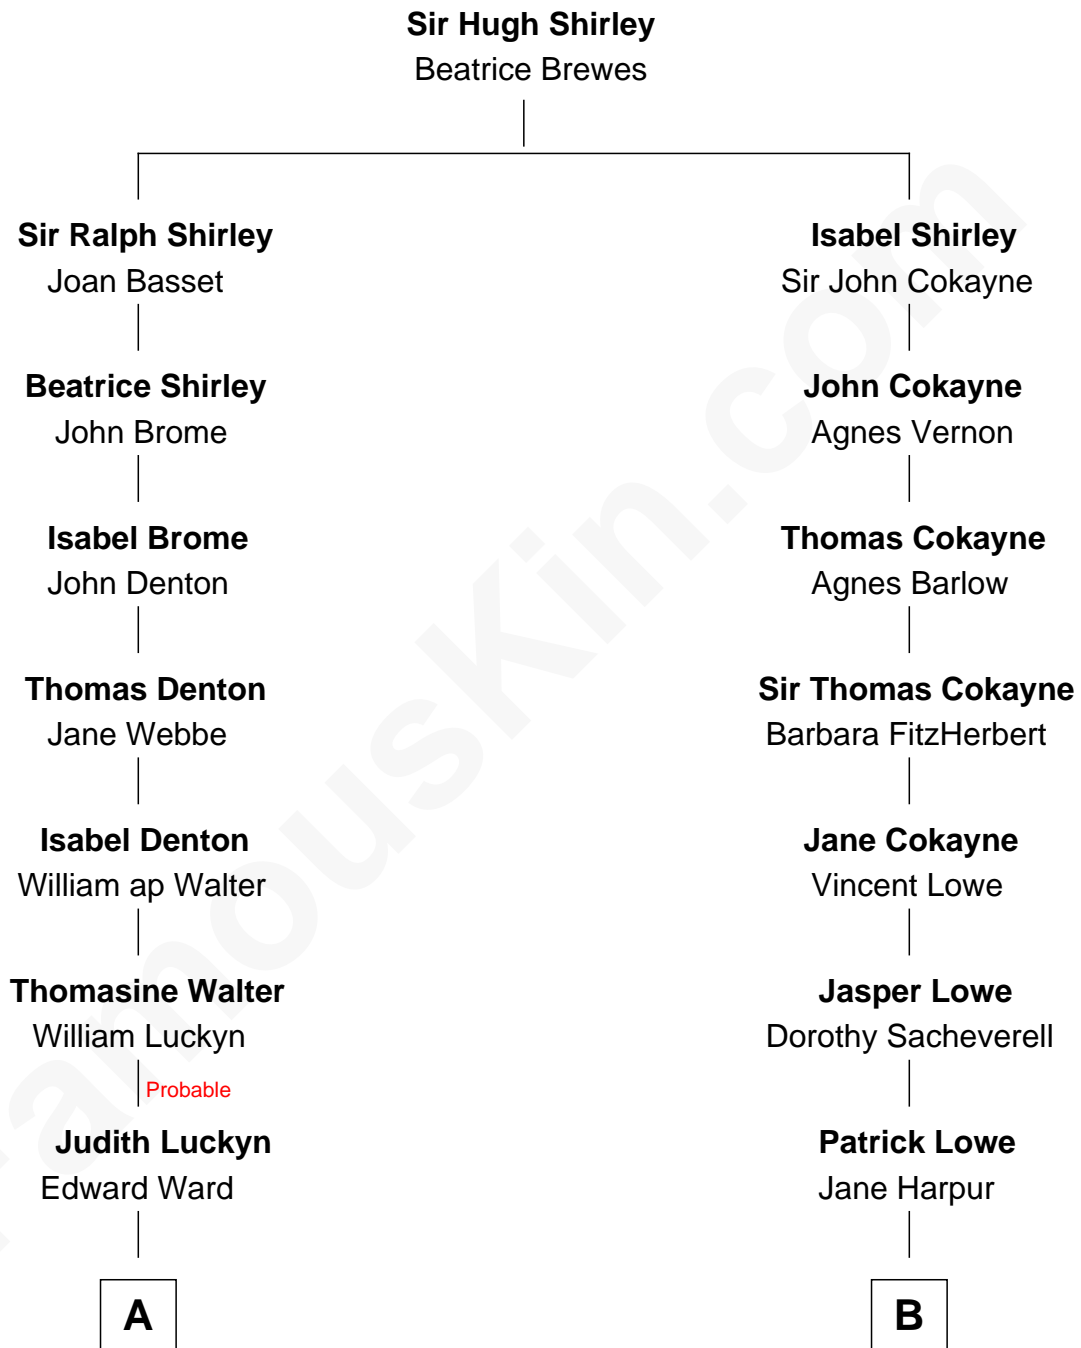 Sir Hugh Shirley
Beatrice Brewes
Sir Ralph Shirley
Joan Basset
Isabel Shirley
Sir John Cokayne
Beatrice Shirley
John Brome
John Cokayne
Agnes Vernon
Isabel Brome
John Denton
Thomas Cokayne
Agnes Barlow
Thomas Denton
Jane Webbe
Sir Thomas Cokayne
Barbara FitzHerbert
Isabel Denton
William ap Walter
Jane Cokayne
Vincent Lowe
Thomasine Walter
William Luckyn
Probable
Jasper Lowe
Dorothy Sacheverell
Judith Luckyn
Edward Ward
Patrick Lowe
Jane Harpur
A
B
FamousKin.com